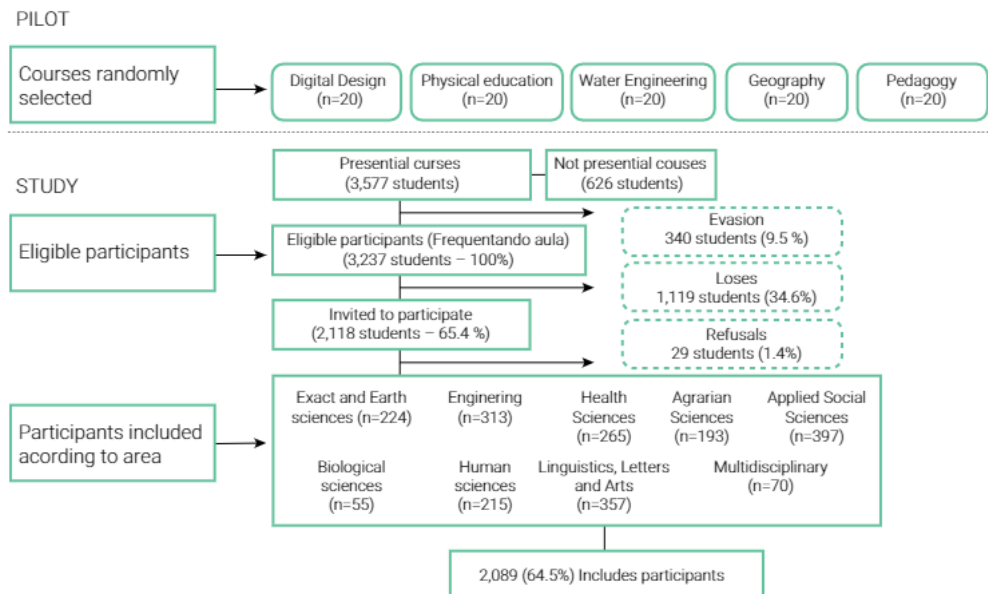 PILOT
Courses randomly
selected
Digital Design
(n=20)
Physical education
(n=20)
Water Engineering
(n=20)
Geography
(n=20)
Pedagogy
(n=20)
STUDY
Presential curses
(3,577 students)
Not presential couses
(626 students)
Evasion
340 students (9.5 %)
Eligible participants
Eligible participants (Frequentando aula)
(3,237 students – 100%)
Loses
1,119 students (34.6%)
Invited to participate
(2,118 students – 65.4 %)
Refusals
29 students (1.4%)
Participants included
acording to area
Exact and Earth
sciences (n=224)
Enginering
(n=313)
Health
Sciences
(n=265)
Agrarian
Sciences
(n=193)
Applied Social
Sciences
(n=397)
Biological
sciences
(n=55)
Human
sciences
(n=215)
Linguistics, Letters
and Arts
(n=357)
Multidisciplinary
(n=70)
2,089 (64.5%) Includes participants